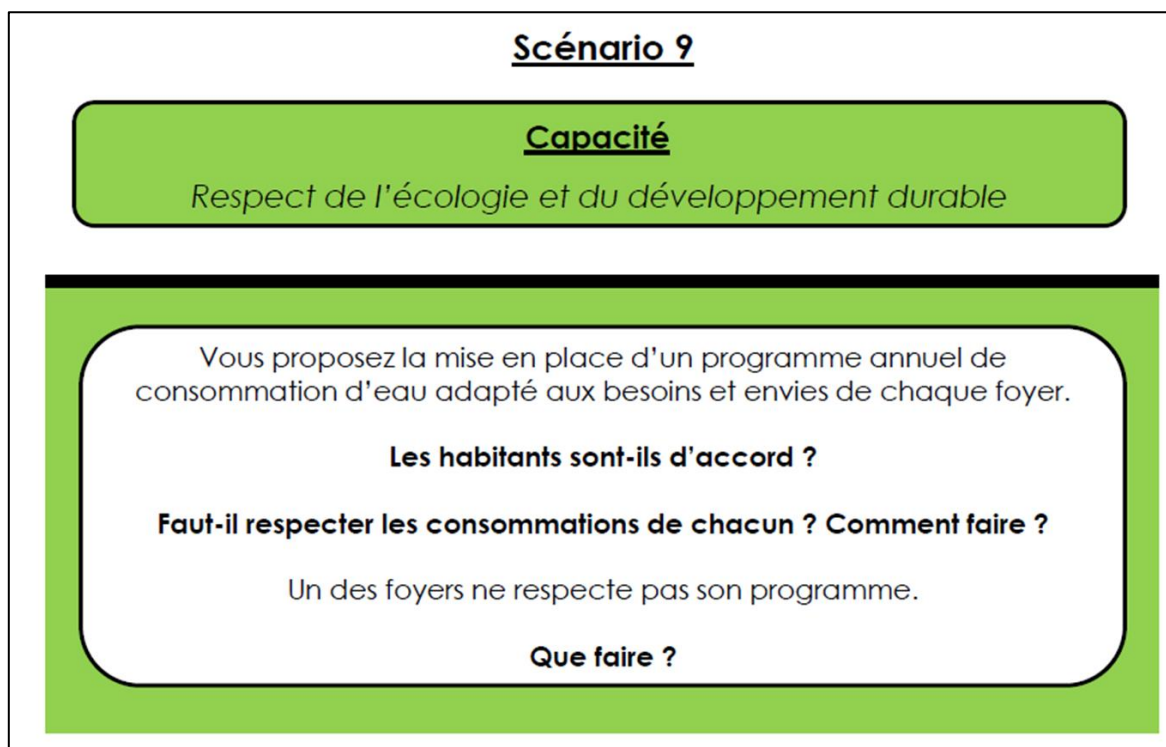 Scénario 9
Capacité
Respect de l'écologie et du développement durable
Vous proposez la mise en place d'un programme annuel de
consommation d'eau adapté aux besoins et envies de chaque foyer.
Les habitants sont-ils d'accord ?
Faut-il respecter les consommations de chacun ? Comment faire ?
Un des foyers ne respecte pas son programme.
Que faire ?